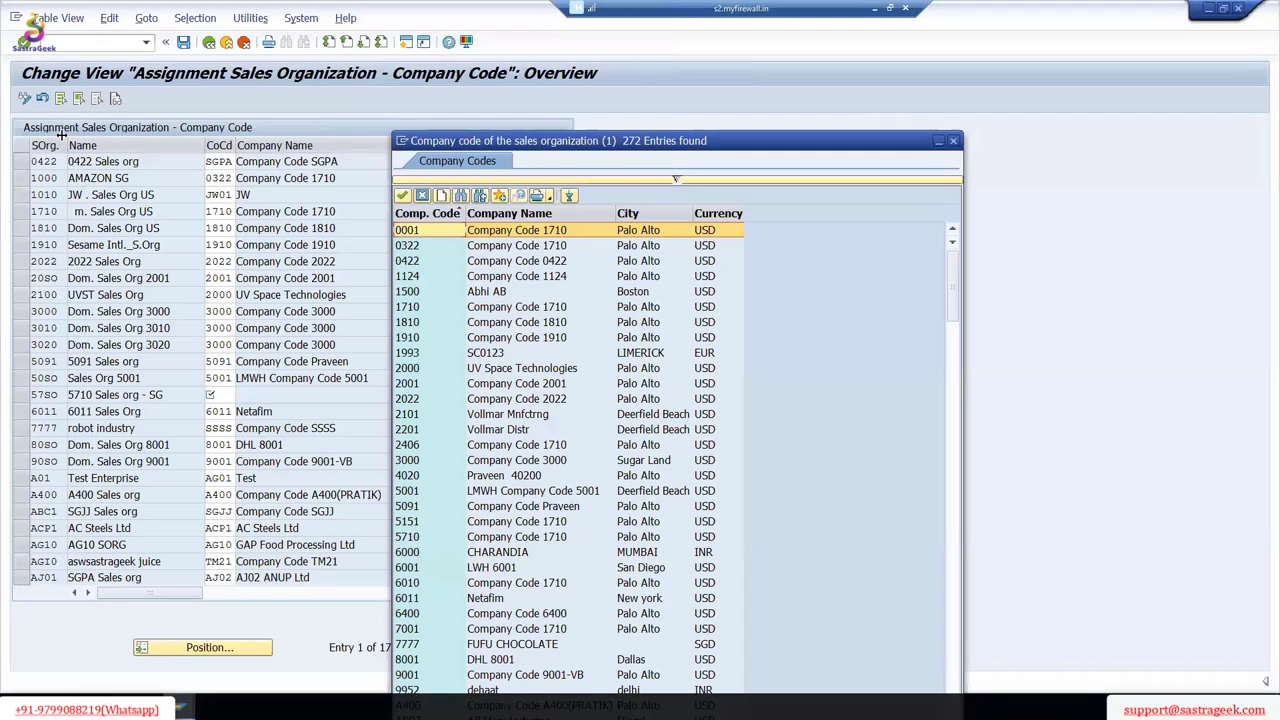 Table View Edit Goto Selection Utilities System Help
s2.myfirewall.in
SastraGeek
Change View "Assignment Sales Organization - Company Code": Overview
Assignment Sales Organization - Company Code
SOrg. Name CoCd Company Name
0422 0422 Sales org SGPA Company Code SGPA
1000 AMAZON SG 0322 Company Code 1710
1010 JW . Sales Org US JW01 JW
1710 m. Sales Org US 1710 Company Code 1710
1810 Dom. Sales Org US 1810 Company Code 1810
1910 Sesame Intl._S.Org 1910 Company Code 1910
2022 2022 Sales Org 2022 Company Code 2022
20SO Dom. Sales Org 2001 2001 Company Code 2001
2100 UVST Sales Org 2000 UV Space Technologies
3000 Dom. Sales Org 3000 3000 Company Code 3000
3010 Dom. Sales Org 3010 3000 Company Code 3000
3020 Dom. Sales Org 3020 3000 Company Code 3000
5091 5091 Sales org 5091 Company Code Praveen
50SO Sales Org 5001 5001 LMWH Company Code 5001
57SO 5710 Sales org - SG
6011 6011 Sales Org 6011 Netafim
7777 robot industry SSSS Company Code SSSS
80SO Dom. Sales Org 8001 8001 DHL 8001
90SO Dom. Sales Org 9001 9001 Company Code 9001-VB
A01 Test Enterprise AG01 Test
A400 A400 Sales org A400 Company Code A400(PRATIK)
ABC1 SGJJ Sales org SGJJ Company Code SGJJ
ACP1 AC Steels Ltd ACP1 AC Steels Ltd
AG10 AG10 SORG AG10 GAP Food Processing Ltd
AGI0 aswsastrageek juice TM21 Company Code TM21
AJ01 SGPA Sales org AJ02 AJ02 ANUP Ltd
Position... Entry 1 of 17
Company code of the sales organization (1) 272 Entries found
Company Codes
Comp. Code Company Name City Currency
0001 Company Code 1710 Palo Alto USD
0322 Company Code 1710 Palo Alto USD
0422 Company Code 0422 Palo Alto USD
1124 Company Code 1124 Palo Alto USD
1500 Abhi AB Boston USD
1710 Company Code 1710 Palo Alto USD
1810 Company Code 1810 Palo Alto USD
1910 Company Code 1910 Palo Alto USD
1993 SC0123 LIMERICK EUR
2000 UV Space Technologies Palo Alto USD
2001 Company Code 2001 Palo Alto USD
2022 Company Code 2022 Palo Alto USD
2101 Vollmar Mnfctrng Deerfield Beach USD
2201 Vollmar Distr Deerfield Beach USD
2406 Company Code 1710 Palo Alto USD
3000 Company Code 3000 Sugar Land USD
4020 Praveen 40200 Palo Alto USD
5001 LMWH Company Code 5001 Deerfield Beach USD
5091 Company Code Praveen Palo Alto USD
5151 Company Code 1710 Palo Alto USD
5710 Company Code 1710 Palo Alto USD
6000 CHARANDIA MUMBAI INR
6001 LWH 6001 San Diego USD
6010 Company Code 1710 Palo Alto USD
6011 Netafim New york USD
6400 Company Code 6400 Palo Alto USD
7001 Company Code 1710 Palo Alto USD
7777 FUFU CHOCOLATE SGD
8001 DHL 8001 Dallas USD
9001 Company Code 9001-VB Palo Alto USD
9952 dehaat delhi INR
A400 Company Code A400(PRATIK) Palo Alto USD
+91-9799088219(Whatsapp)
support@sastrageek.com